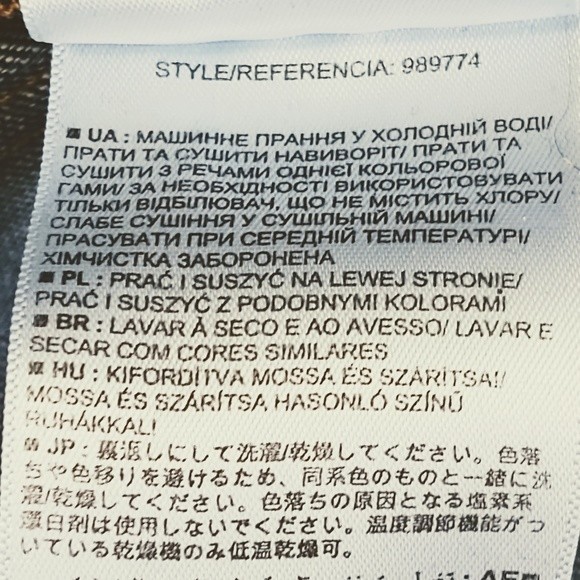 STYLE/REFERENCIA: 989774
UA : МАШИННЕ ПРАННЯ У ХОЛОДНІЙ ВОДІ/
ПРАТИ ТА СУШИТИ НАВИВОРІТ/ ПРАТИ ТА
СУШИТИ З РЕЧАМИ ОДНІЄЇ КОЛЬОРОВОЇ
ГАМИ/ ЗА НЕОБХІДНОСТІ ВИКОРИСТОВУВАТИ
ТІЛЬКИ ВІДБІЛЮВАЧ, ЩО НЕ МІСТИТЬ ХЛОРУ/
СЛАБЕ СУШІННЯ У СУШІЛЬНІЙ МАШИНІ/
ПРАСУВАТИ ПРИ СЕРЕДНІЙ ТЕМПЕРАТУРІ/
ХІМЧИСТКА ЗАБОРОНЕНА
PL : PRAĆ I SUSZYĆ NA LEWEJ STRONIE/
PRAĆ I SUSZYĆ Z PODOBNYMI KOLORAMI
BR : LAVAR À SECO E AO AVESSO/ LAVAR E
SECAR COM CORES SIMILARES
HU : KIFORDÍTVA MOSSA ÉS SZÁRÍTSA!/
MOSSA ÉS SZÁRÍTSA HASONLÓ SZÍNŰ
RUHÁKKAL!
JP : 裏返しにして洗濯/乾燥してください。色落
ちや色移りを避けるため、同系色のものと一緒に洗
濯/乾燥してください。色落ちの原因となる塩素系
漂白剤は使用しないでください。温度調節機能がつ
いている乾燥機のみ低温乾燥可。